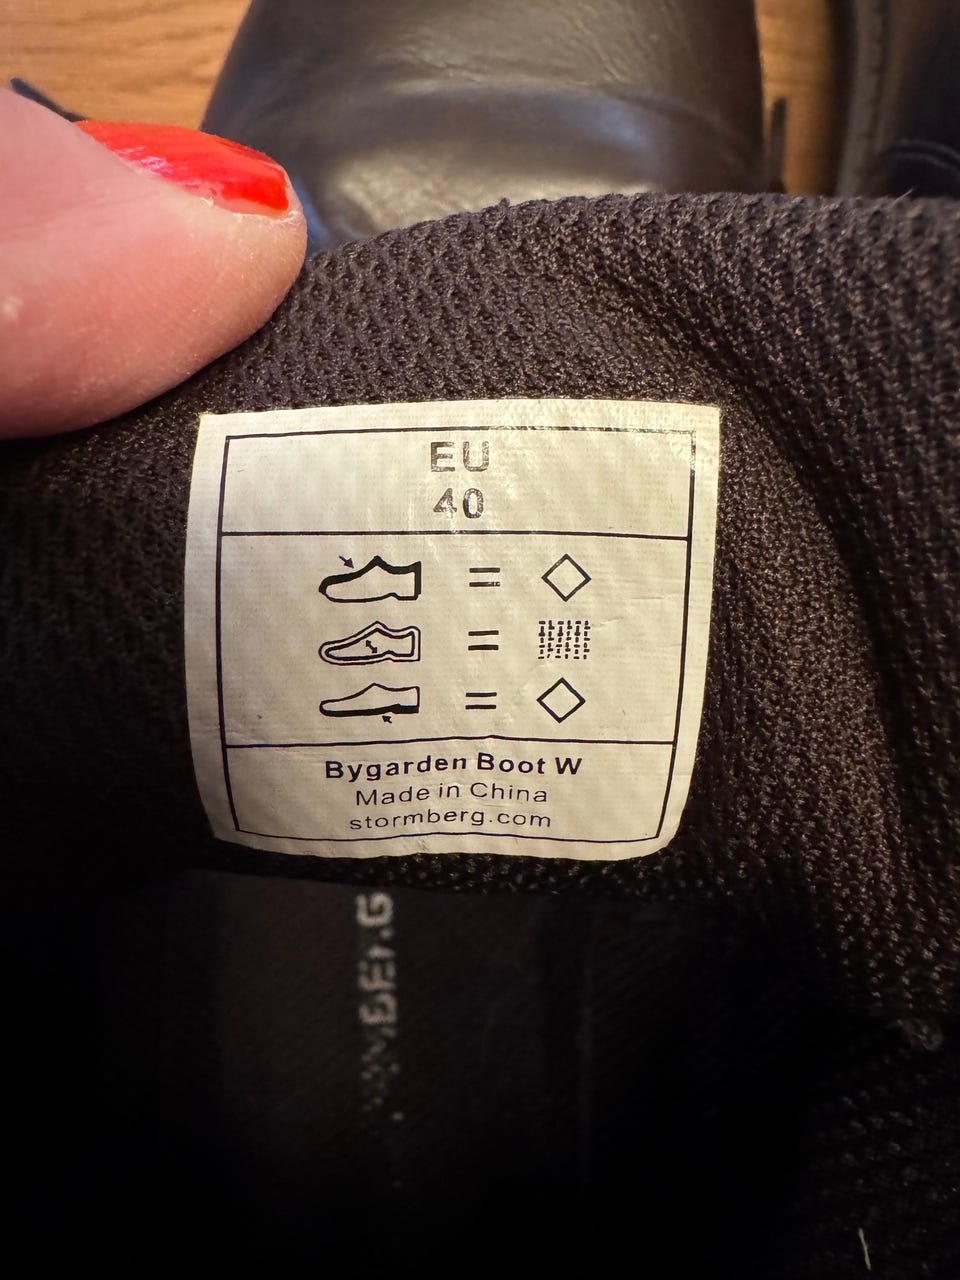 EU
40
=
=
=
Bygarden Boot W
Made in China
stormberg.com